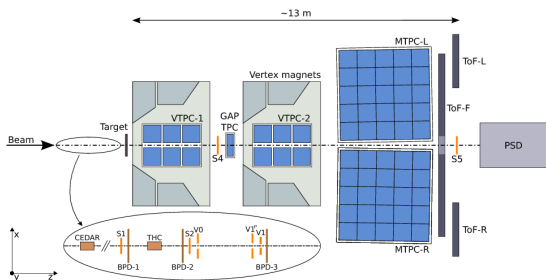 ~13 m
MTPC-L
ToF-L
Vertex magnets
ToF-F
Target
VTPC-1
GAP
TPC
VTPC-2
Beam
S4
S5
PSD
CEDAR
S1
THC
S2
V0
V1p
V1
BPD-1
BPD-2
BPD-3
MTPC-R
ToF-R
x
y
z